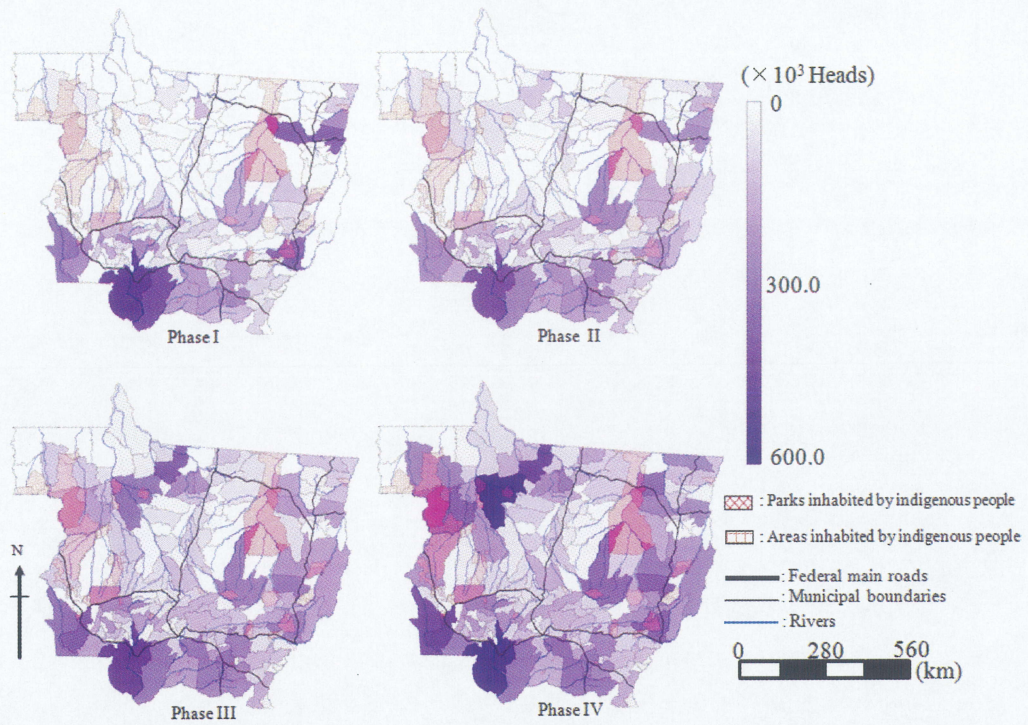 Phase I
Phase II
(× 10³ Heads)
0
300.0
600.0
: Parks inhabited by indigenous people
: Areas inhabited by indigenous people
: Federal main roads
: Municipal boundaries
: Rivers
0 280 560
(km)
N
Phase III
Phase IV